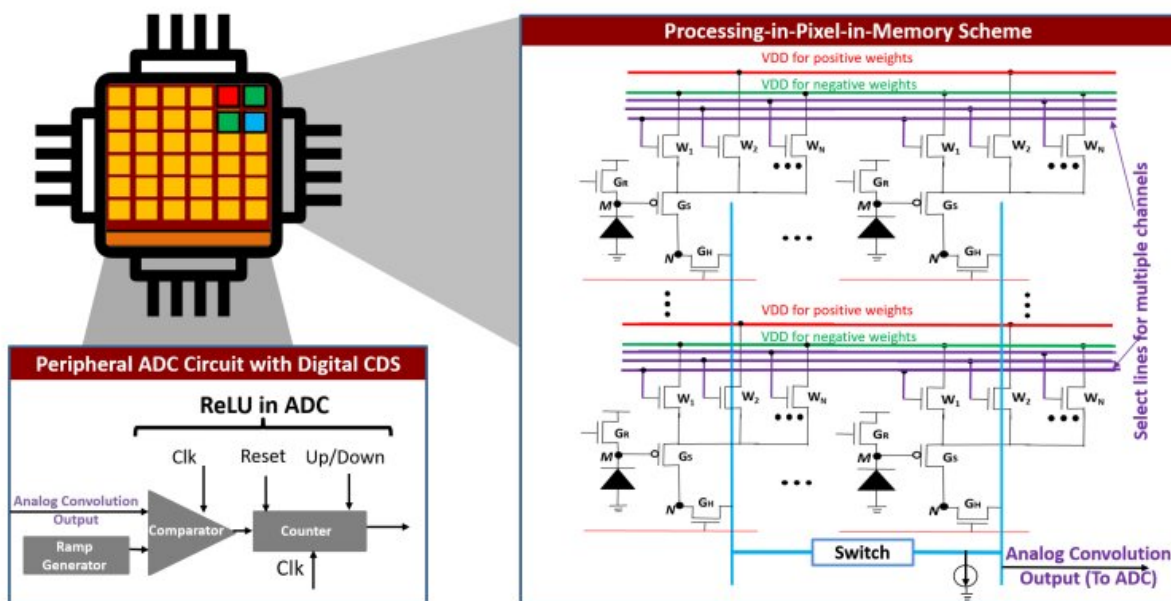 Processing-in-Pixel-in-Memory Scheme
VDD for positive weights
VDD for negative weights
W1 W2 WN W1 W2 WN
GR GR
M GS M GS
N GH N GH
VDD for positive weights
VDD for negative weights
W1 W2 WN W1 W2 WN
GR GR
M GS M GS
N GH N GH
Select lines for multiple channels
Switch
Analog Convolution
Output (To ADC)
Peripheral ADC Circuit with Digital CDS
ReLU in ADC
Clk Reset Up/Down
Analog Convolution
Output
Comparator
Counter
Ramp
Generator
Clk